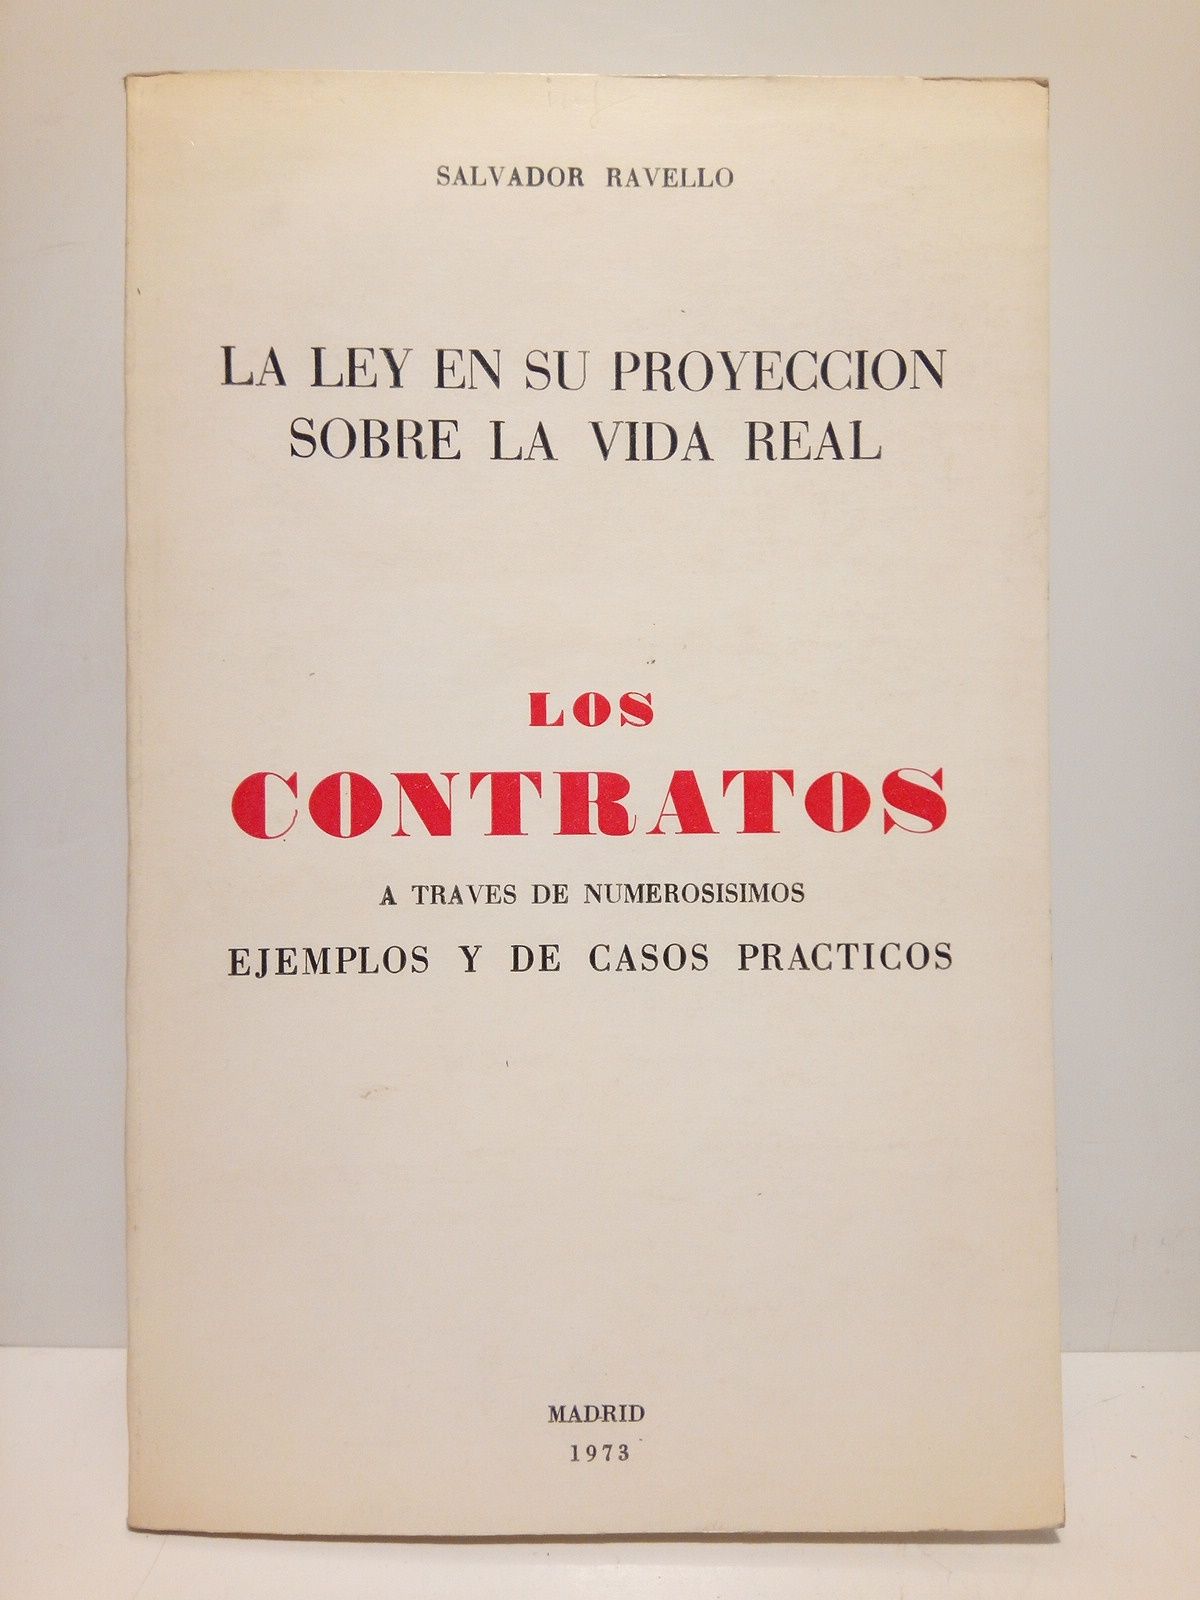 SALVADOR RAVELLO
LA LEY EN SU PROYECCION
SOBRE LA VIDA REAL
LOS
CONTRATOS
A TRAVES DE NUMEROSISIMOS
EJEMPLOS Y DE CASOS PRACTICOS
MADRID
1973